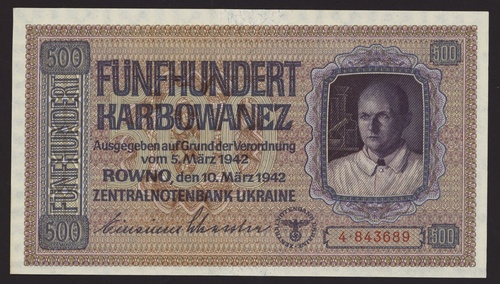 500
500
FÜNFHUNDERT
FÜNFHUNDERT
KARBOWANEZ
Ausgegeben auf Grund der Verordnung
vom 5. März 1942
ROWNO, den 10. März 1942
ZENTRALNOTENBANK UKRAINE
4·843689
500
500